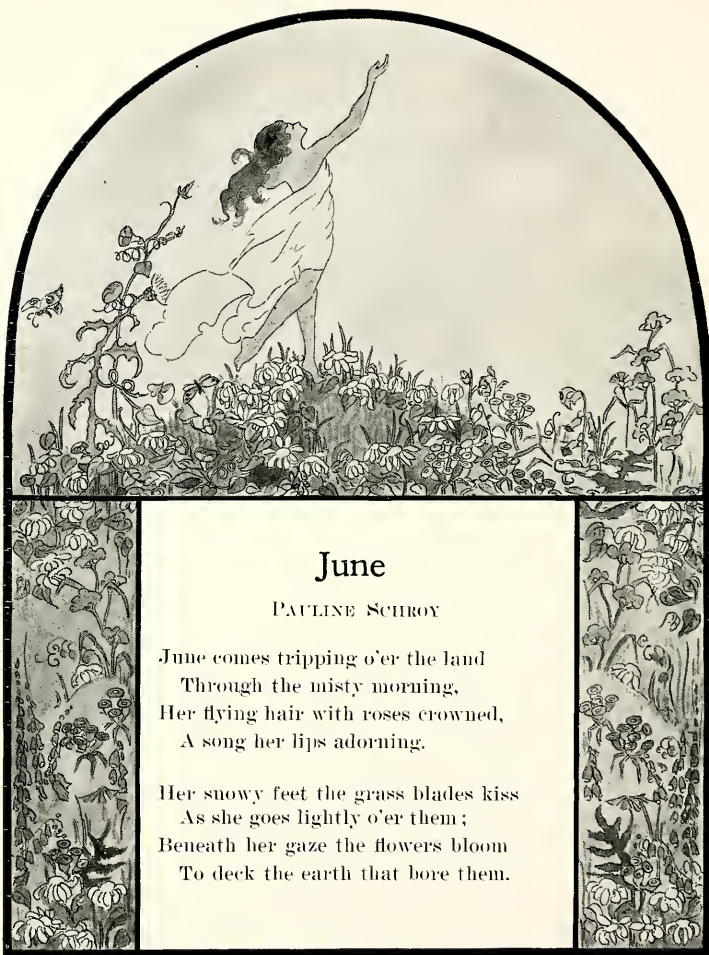 June
Pauline Schroy
June comes tripping o'er the land
Through the misty morning,
Her flying hair with roses crowned,
A song her lips adorning.
Her snowy feet the grass blades kiss
As she goes lightly o'er them;
Beneath her gaze the flowers bloom
To deck the earth that bore them.